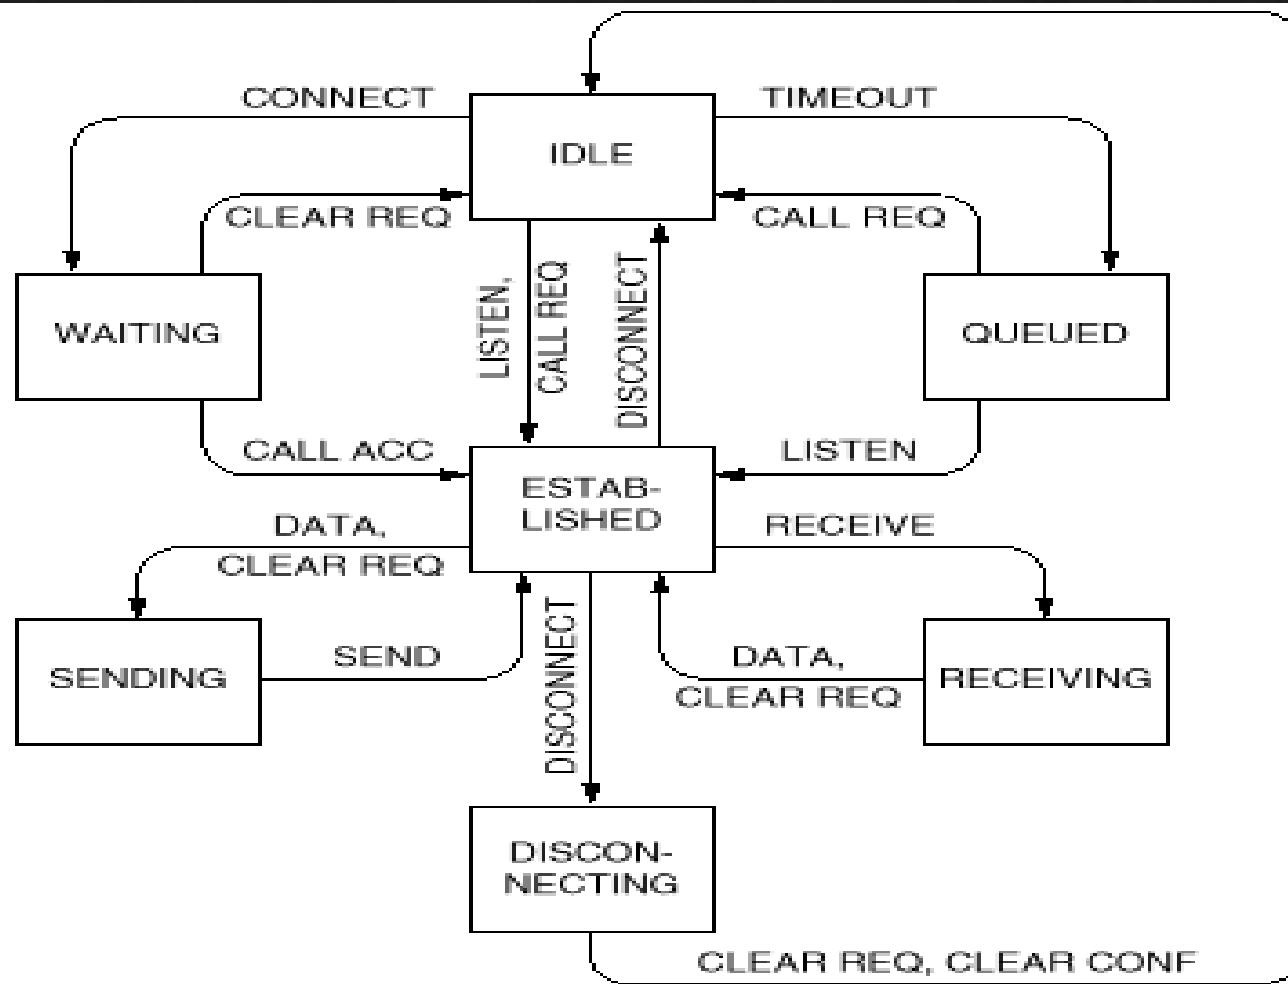 CONNECT
TIMEOUT
IDLE
CLEAR REQ
CALL REQ
LISTEN,
CALL REQ
DISCONNECT
WAITING
QUEUED
CALL ACC
LISTEN
ESTAB-
LISHED
DATA,
CLEAR REQ
RECEIVE
SENDING
SEND
DISCONNECT
DATA,
CLEAR REQ
RECEIVING
DISCON-
NECTING
CLEAR REQ, CLEAR CONF